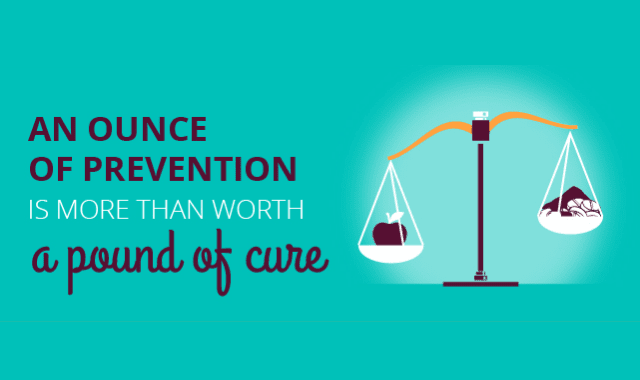 AN OUNCE
OF PREVENTION
IS MORE THAN WORTH
a pound of cure